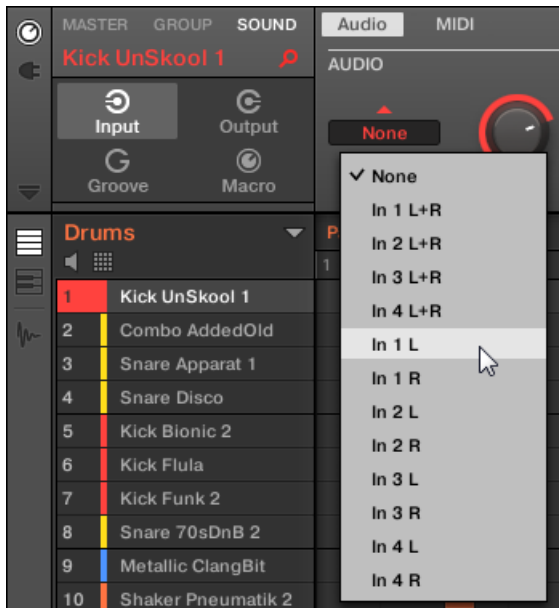 MASTER GROUP SOUND
Kick UnSkool 1
Input Output
Groove Macro
Audio MIDI
AUDIO
None
✓ None
In 1 L+R
In 2 L+R
In 3 L+R
In 4 L+R
In 1 L
In 1 R
In 2 L
In 2 R
In 3 L
In 3 R
In 4 L
In 4 R
Drums
1 Kick UnSkool 1
2 Combo AddedOld
3 Snare Apparat 1
4 Snare Disco
5 Kick Bionic 2
6 Kick Flula
7 Kick Funk 2
8 Snare 70sDnB 2
9 Metallic ClangBit
10 Shaker Pneumatik 2
P
1